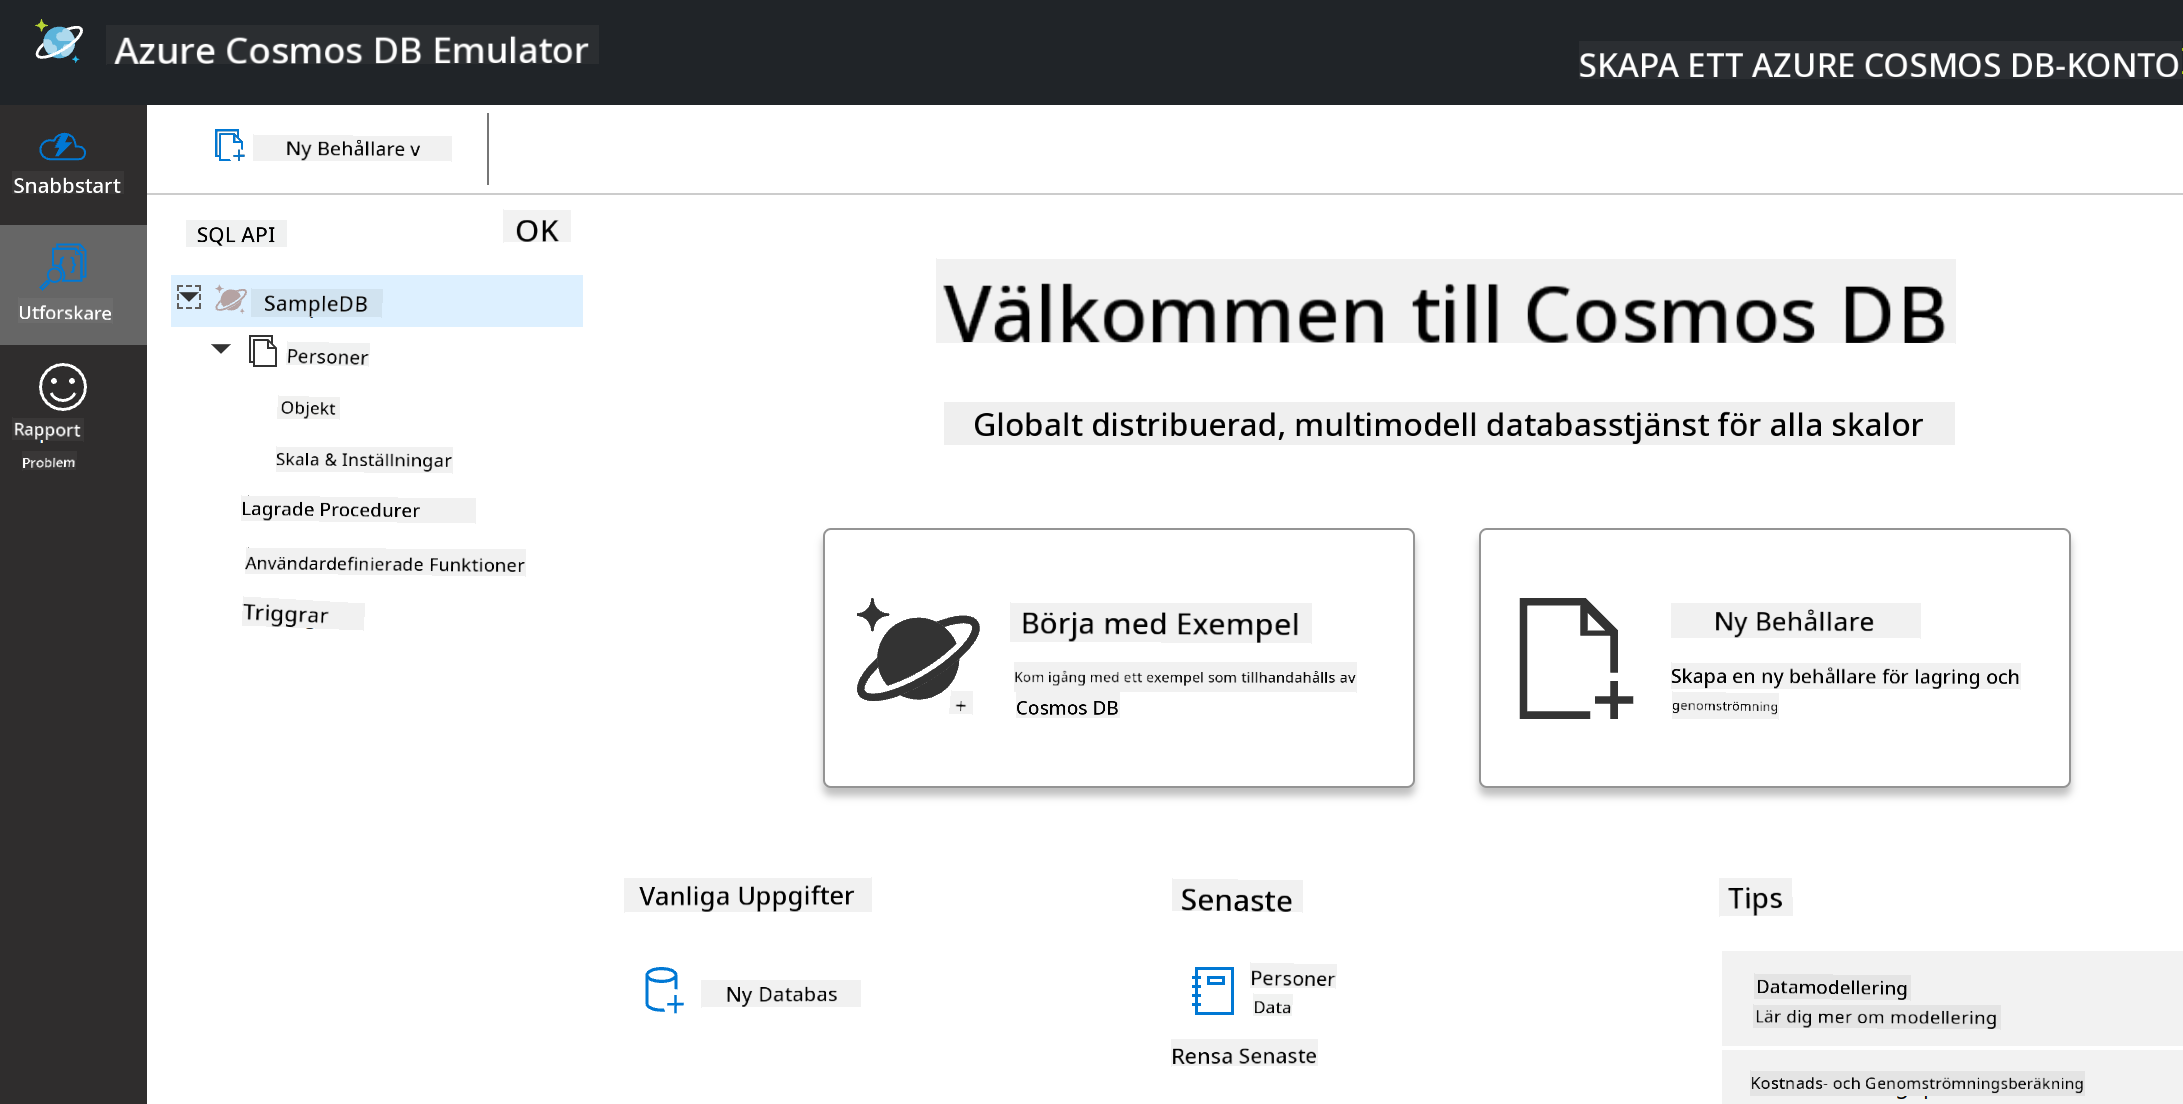 Azure Cosmos DB Emulator
SKAPA ETT AZURE COSMOS DB-KONTO
Ny Behållare v
Snabbstart
Utforskare
Rapport
Problem
SQL API
OK
SampleDB
Personer
Objekt
Skala & Inställningar
Lagrade Procedurer
Användardefinierade Funktioner
Triggrar
Välkommen till Cosmos DB
Globalt distribuerad, multimodell databasstjänst för alla skalor
Börja med Exempel
Kom igång med ett exempel som tillhandahålls av
Cosmos DB
Ny Behållare
Skapa en ny behållare för lagring och
genomströmning
Vanliga Uppgifter
Ny Databas
Senaste
Personer
Data
Rensa Senaste
Tips
Datamodellering
Lär dig mer om modellering
Kostnads- och Genomströmningsberäkning